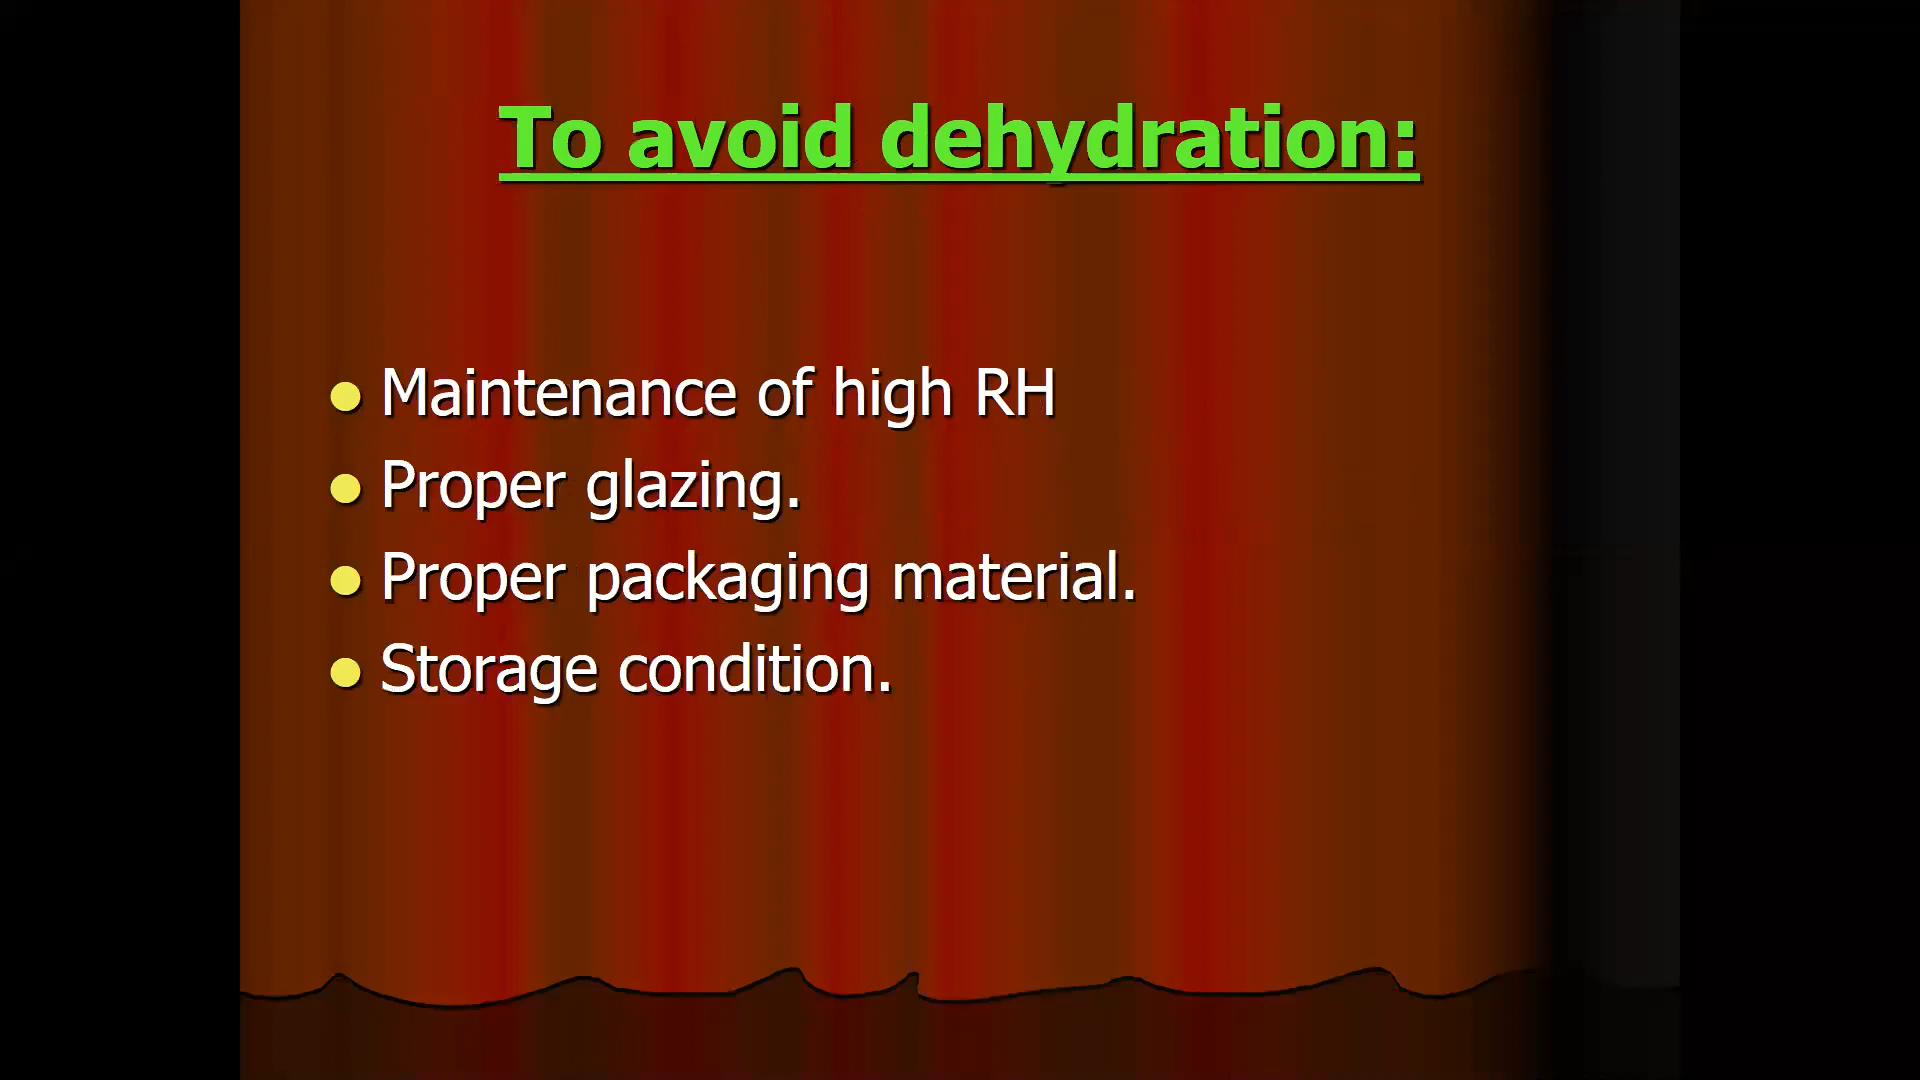 To avoid dehydration:
Maintenance of high RH
Proper glazing.
Proper packaging material.
Storage condition.